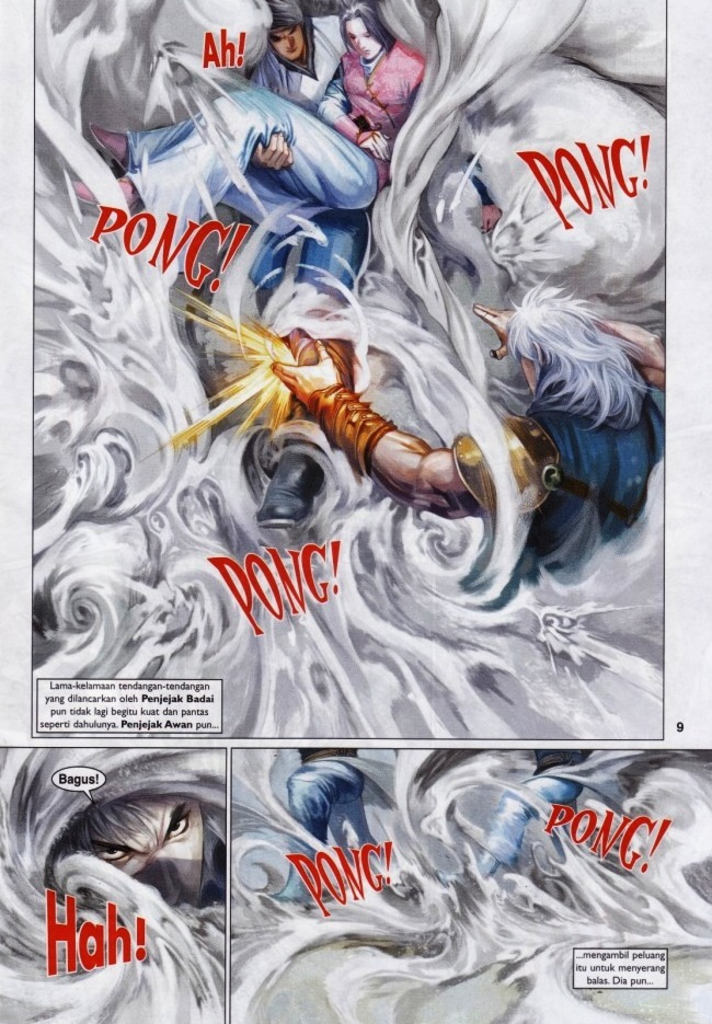 Ah!
PONG!
PONG!
PONG!
Lama-kelamaan tendangan-tendangan
yang dilancarkan oleh Penjejak Badai
pun tidak lagi begitu kuat dan pantas
seperti dahulunya. Penjejak Awan pun...
9
Bagus!
Hah!
PONG!
PONG!
...mengambil peluang
itu untuk menyerang
balas. Dia pun...